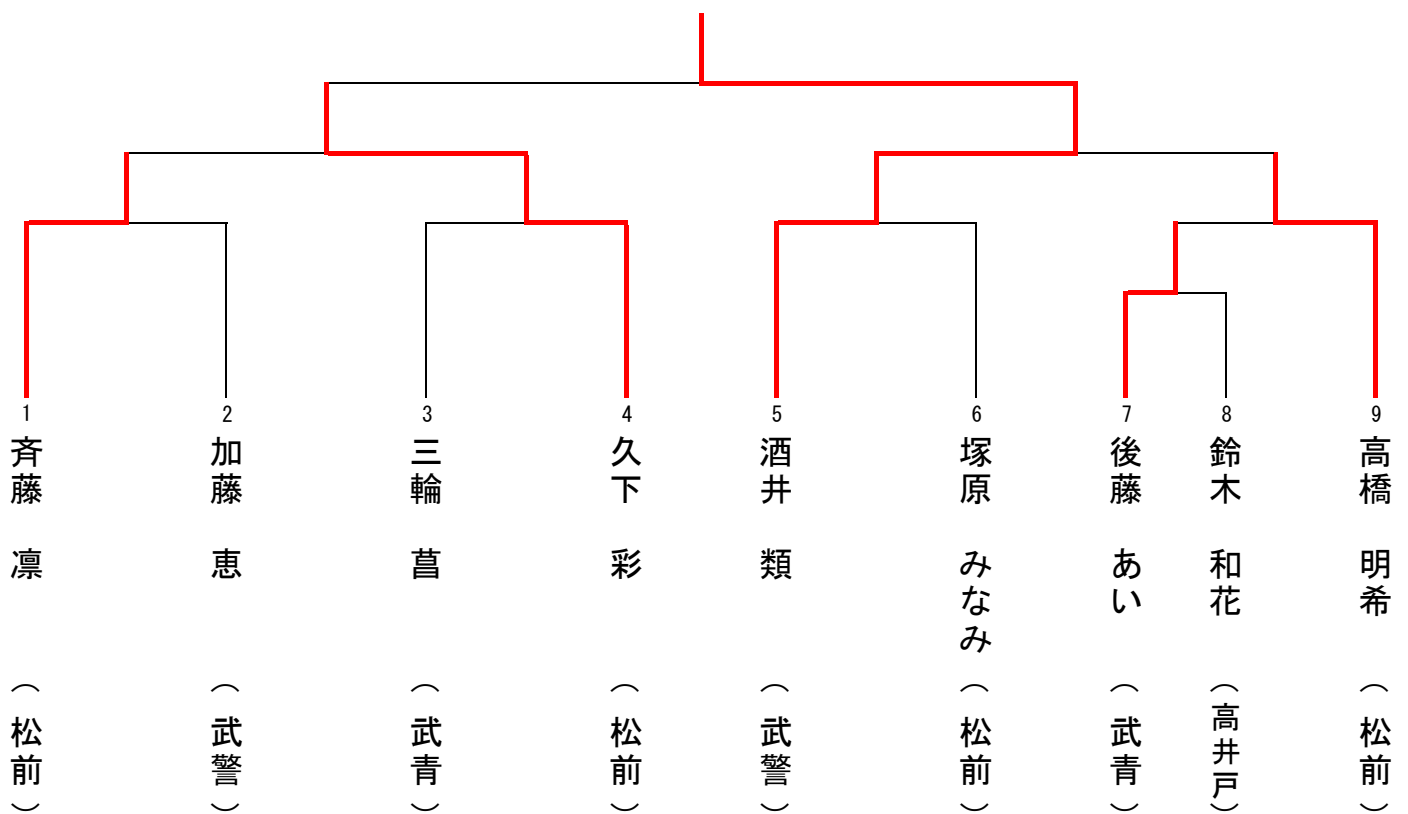 1
斉藤 凛 （松前）
2
加藤 恵 （武警）
3
三輪 菖 （武青）
4
久下 彩 （松前）
5
酒井 類 （武警）
6
塚原 みなみ （松前）
7
後藤 あい （武青）
8
鈴木 和花 （高井戸）
9
高橋 明希 （松前）